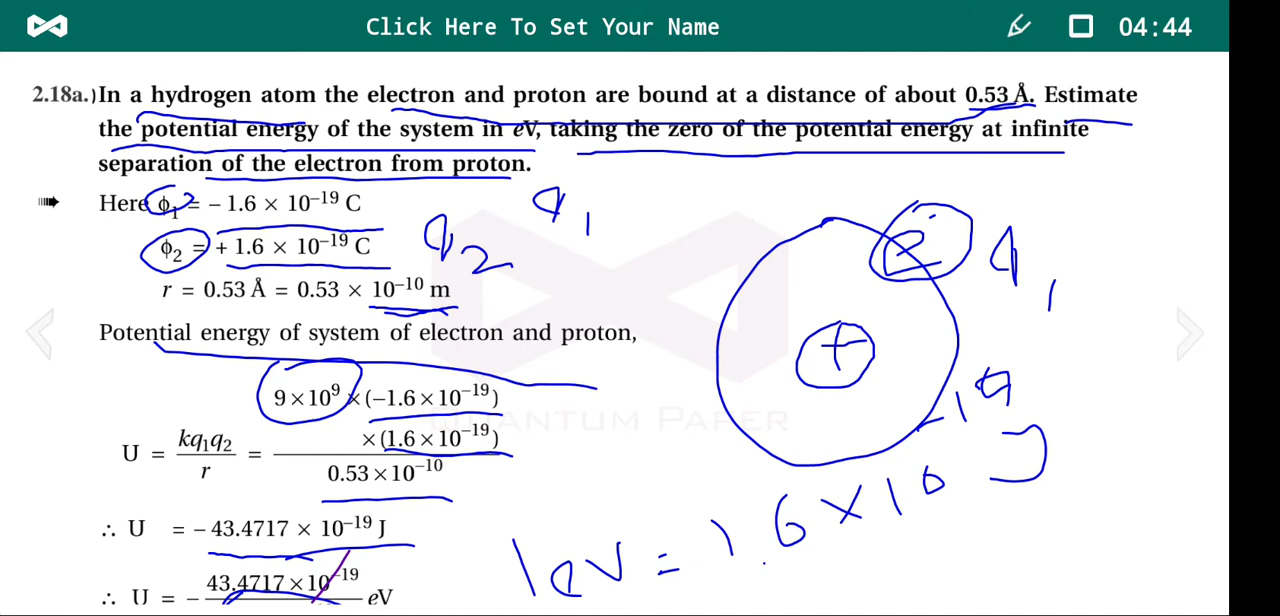 Click Here To Set Your Name 04:44
2.18a.) In a hydrogen atom the electron and proton are bound at a distance of about 0.53 Å. Estimate
the potential energy of the system in eV, taking the zero of the potential energy at infinite
separation of the electron from proton.
➠ Here ϕ₁ = − 1.6 × 10⁻¹⁹ C
q₁
ϕ₂ = + 1.6 × 10⁻¹⁹ C
q₂
q₁
r = 0.53 Å = 0.53 × 10⁻¹⁰ m
Potential energy of system of electron and proton,
+
9 × 10⁹ × (−1.6 × 10⁻¹⁹)
QUANTUM PAPER
U = kq₁q₂ / r = × (1.6 × 10⁻¹⁹)
0.53 × 10⁻¹⁰
∴ U = − 43.4717 × 10⁻¹⁹ J
1eV = 1.6 × 10⁻¹⁹ J
∴ U = − 43.4717 × 10⁻¹⁹ eV